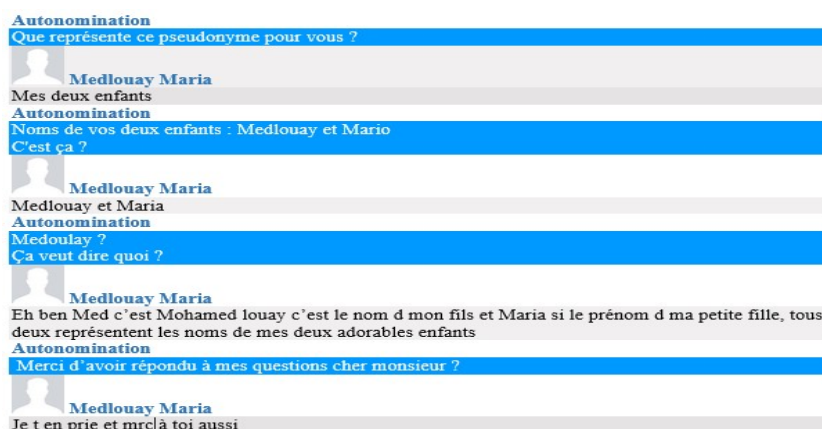 Autonomination
Que représente ce pseudonyme pour vous ?
Medlouay Maria
Mes deux enfants
Autonomination
Noms de vos deux enfants : Medlouay et Mario
C'est ça ?
Medlouay Maria
Medlouay et Maria
Autonomination
Medoulay ?
Ça veut dire quoi ?
Medlouay Maria
Eh ben Med c'est Mohamed louay c'est le nom d mon fils et Maria si le prénom d ma petite fille, tous
deux représentent les noms de mes deux adorables enfants
Autonomination
Merci d'avoir répondu à mes questions cher monsieur ?
Medlouay Maria
Je t en prie et mrc à toi aussi